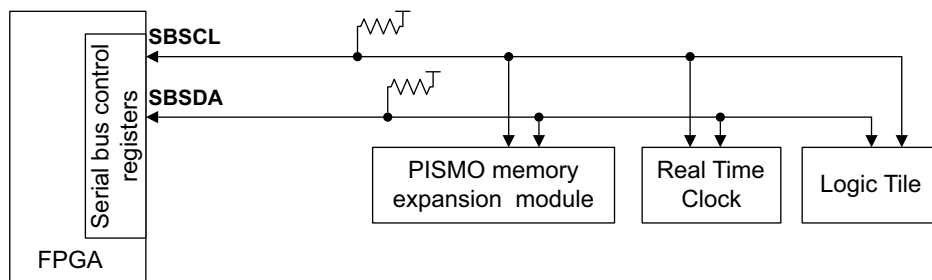 SBSCL
SBSDA
Serial bus control
registers
FPGA
PISMO memory
expansion module
Real Time
Clock
Logic Tile